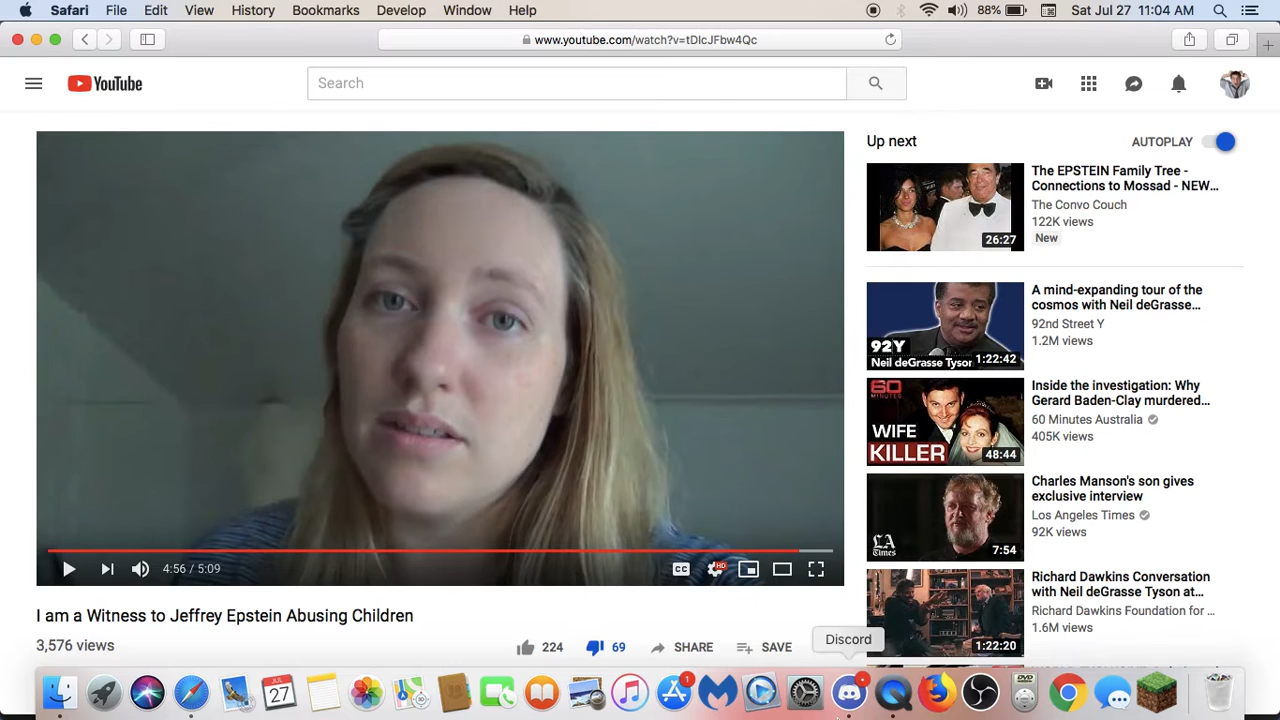 Safari File Edit View History Bookmarks Develop Window Help 88% Sat Jul 27 11:04 AM
www.youtube.com/watch?v=tDIcJFbw4Qc
YouTube
Search
Up next
AUTOPLAY
The EPSTEIN Family Tree -
Connections to Mossad - NEW...
The Convo Couch
122K views
New
26:27
A mind-expanding tour of the
cosmos with Neil deGrasse...
92nd Street Y
1.2M views
92Y
Neil deGrasse Tyson
1:22:42
Inside the investigation: Why
Gerard Baden-Clay murdered...
60 Minutes Australia
405K views
60
WIFE
KILLER
48:44
Charles Manson's son gives
exclusive interview
Los Angeles Times
92K views
LA
Times
7:54
Richard Dawkins Conversation
with Neil deGrasse Tyson at...
Richard Dawkins Foundation for ...
1.6M views
1:22:20
4:56 / 5:09
CC
HD
I am a Witness to Jeffrey Epstein Abusing Children
3,576 views
224
69
SHARE
SAVE
Discord
JUL
27
1
DVD